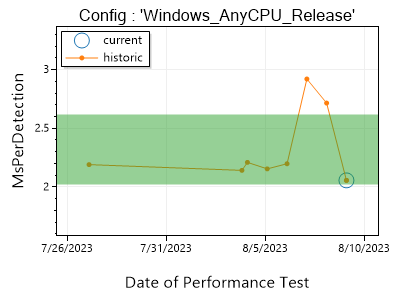 Config : 'Windows_AnyCPU_Release'
current
historic
3
2.5
2
MsPerDetection
7/26/2023 7/31/2023 8/5/2023 8/10/2023
Date of Performance Test